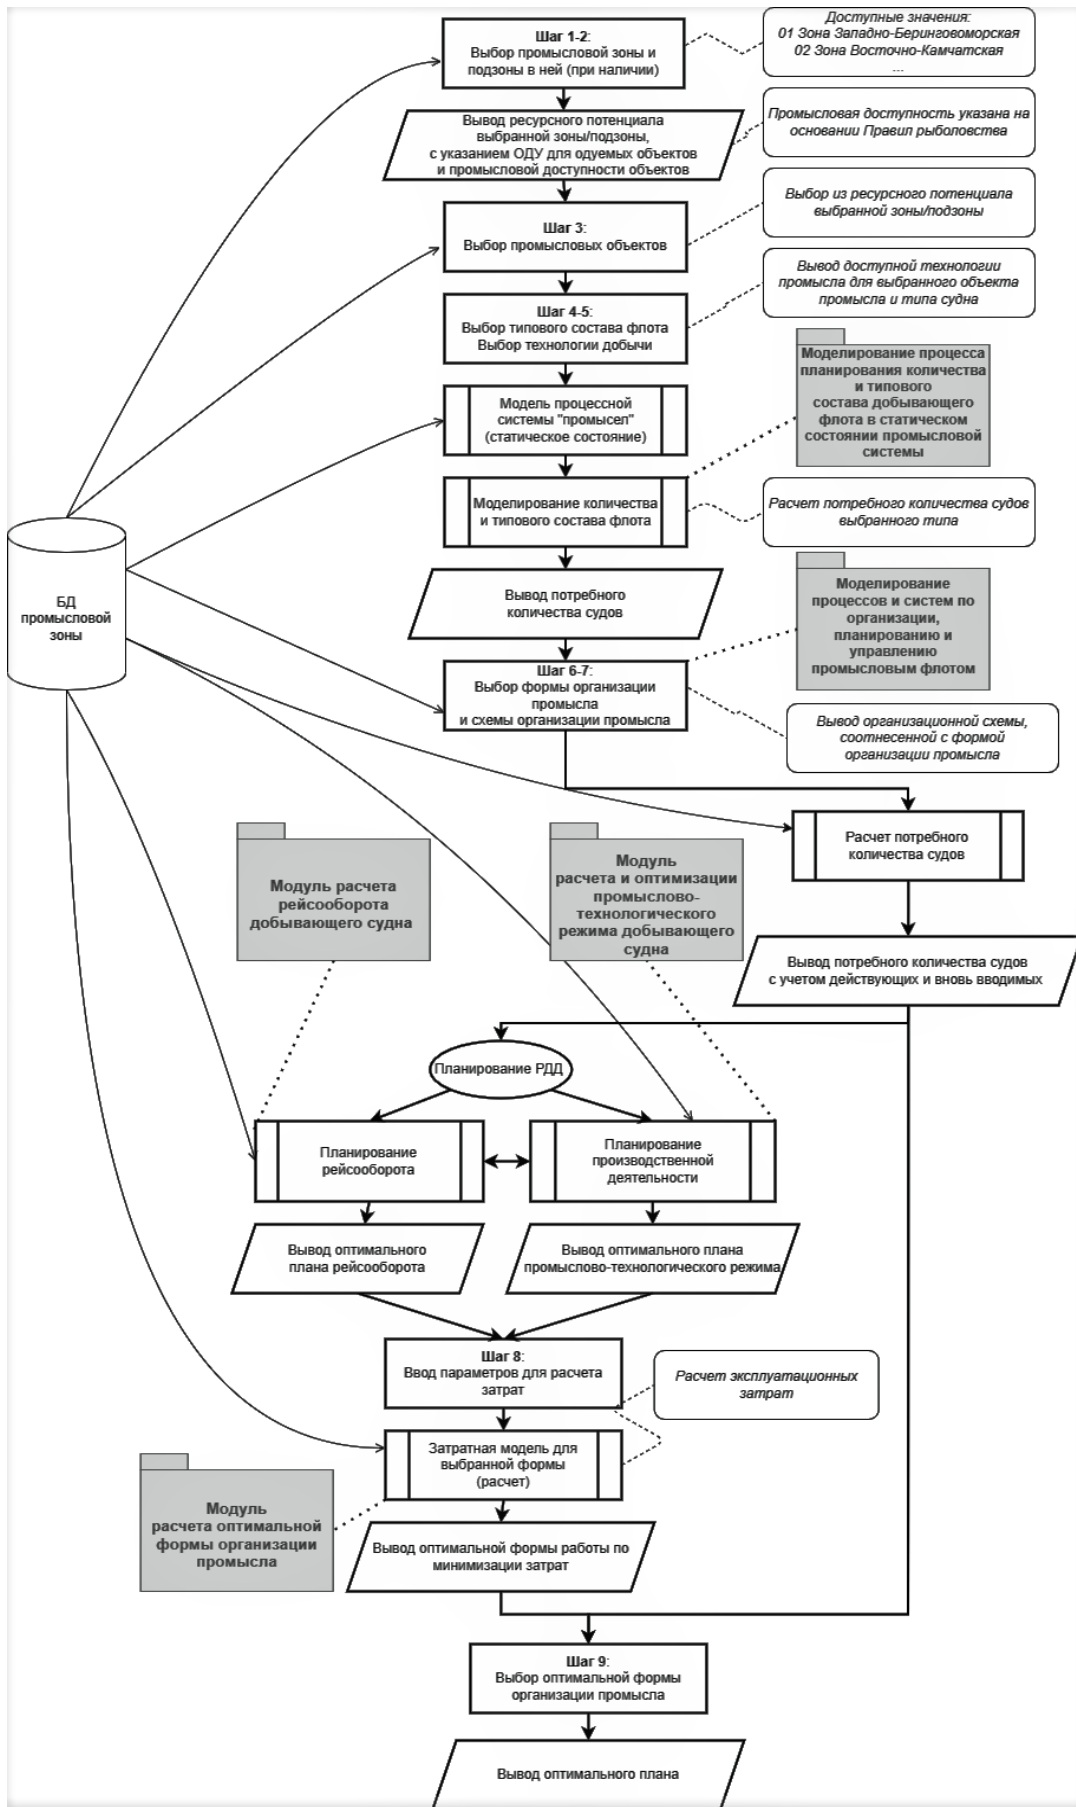 Шаг 1-2:
Выбор промысловой зоны и
подзоны в ней (при наличии)
Доступные значения:
01 Зона Западно-Беринговоморская
02 Зона Восточно-Камчатская
...
Вывод ресурсного потенциала
выбранной зоны/подзоны,
с указанием ОДУ для одуемых объектов
и промысловой доступности объектов
Промысловая доступность указана на
основании Правил рыболовства
Шаг 3:
Выбор промысловых объектов
Выбор из ресурсного потенциала
выбранной зоны/подзоны
Шаг 4-5:
Выбор типового состава флота
Выбор технологии добычи
Вывод доступной технологии
промысла для выбранного объекта
промысла и типа судна
Модель процессной
системы "промысел"
(статическое состояние)
Моделирование процесса
планирования количества
и типового
состава добывающего
флота в статическом
состоянии промысловой
системы
Моделирование количества
и типового состава флота
Расчет потребного количества судов
выбранного типа
БД
промысловой
зоны
Вывод потребного
количества судов
Моделирование
процессов и систем по
организации,
планированию и
управлению
промысловым флотом
Шаг 6-7:
Выбор формы организации
промысла
и схемы организации промысла
Вывод организационной схемы,
соотнесенной с формой
организации промысла
Расчет потребного
количества судов
Модуль расчета
рейсооборота
добывающего судна
Модуль
расчета и оптимизации
промыслово-
технологического
режима добывающего
судна
Вывод потребного количества судов
с учетом действующих и вновь вводимых
Планирование РДД
Планирование
рейсооборота
Планирование
производственной
деятельности
Вывод оптимального
плана рейсооборота
Вывод оптимального плана
промыслово-технологического режима
Шаг 8:
Ввод параметров для расчета
затрат
Расчет эксплуатационных
затрат
Затратная модель для
выбранной формы
(расчет)
Модуль
расчета оптимальной
формы организации
промысла
Вывод оптимальной формы работы по
минимизации затрат
Шаг 9:
Выбор оптимальной формы
организации промысла
Вывод оптимального плана